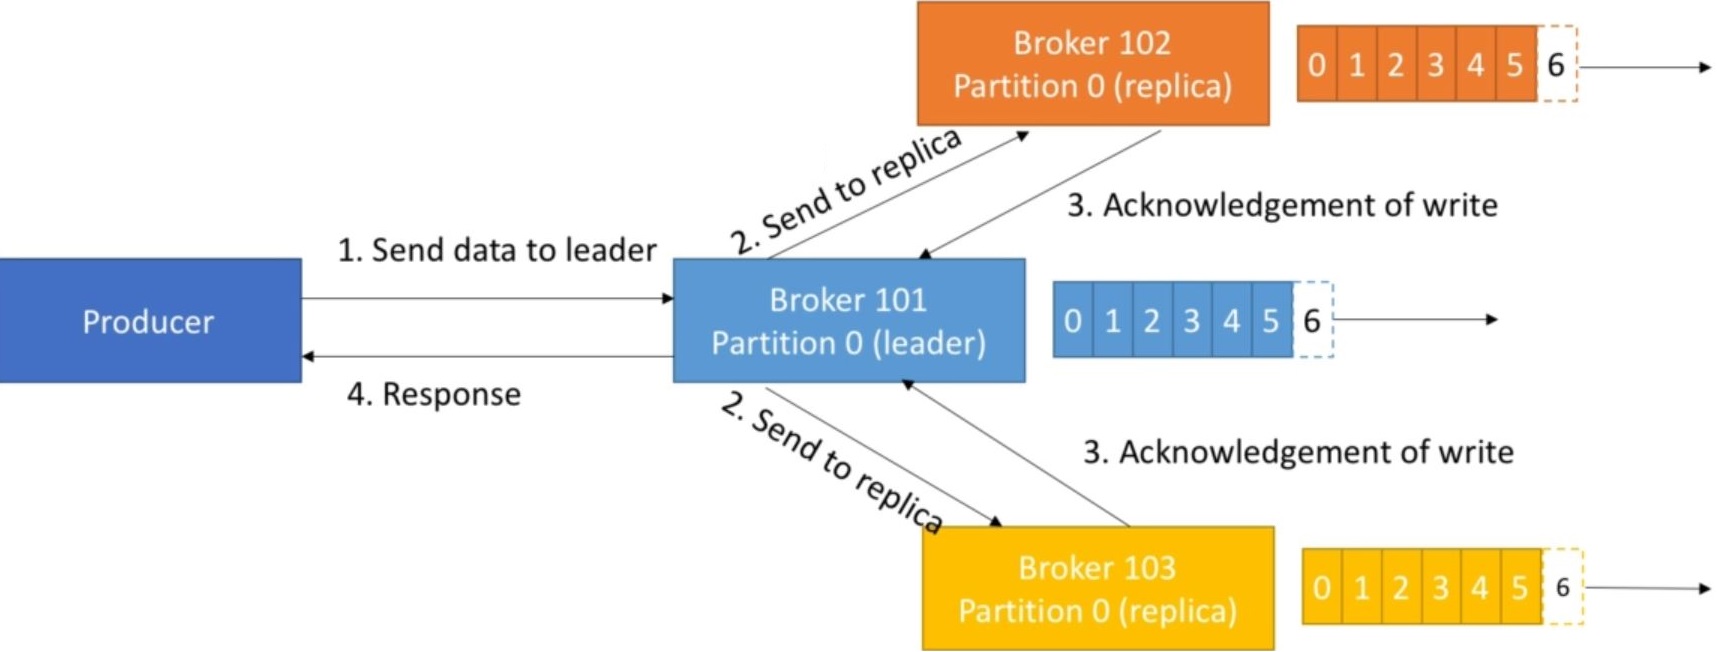 Broker 102
Partition 0 (replica)
0 1 2 3 4 5 6
2. Send to replica
3. Acknowledgement of write
1. Send data to leader
Producer
Broker 101
Partition 0 (leader)
0 1 2 3 4 5 6
4. Response
2. Send to replica
3. Acknowledgement of write
Broker 103
Partition 0 (replica)
0 1 2 3 4 5 6